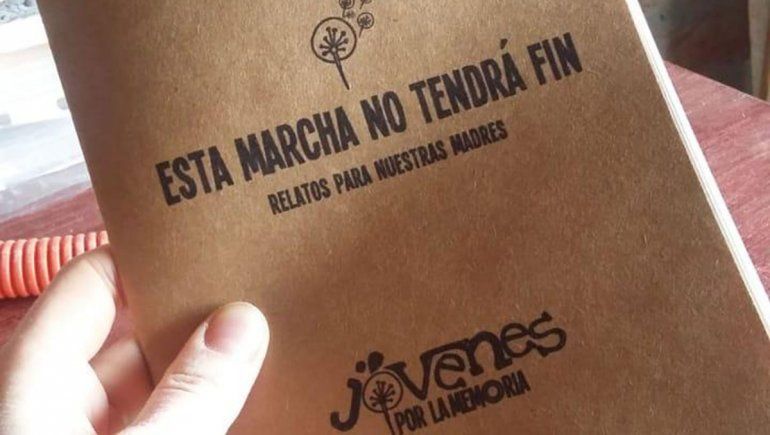 ESTA MARCHA NO TENDRÁ FIN
RELATOS PARA NUESTRAS MADRES
jóvenes
POR LA MEMORIA